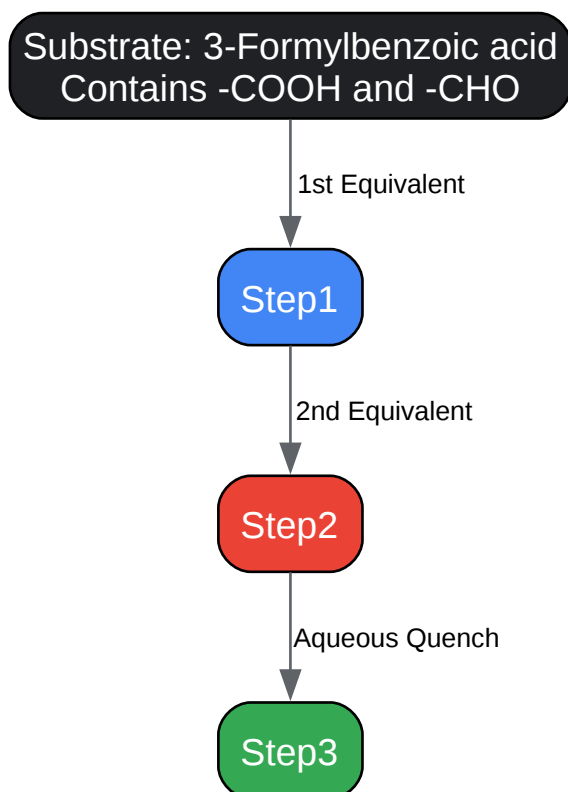 Substrate: 3-Formylbenzoic acid
Contains -COOH and -CHO
1st Equivalent
Step1
2nd Equivalent
Step2
Aqueous Quench
Step3